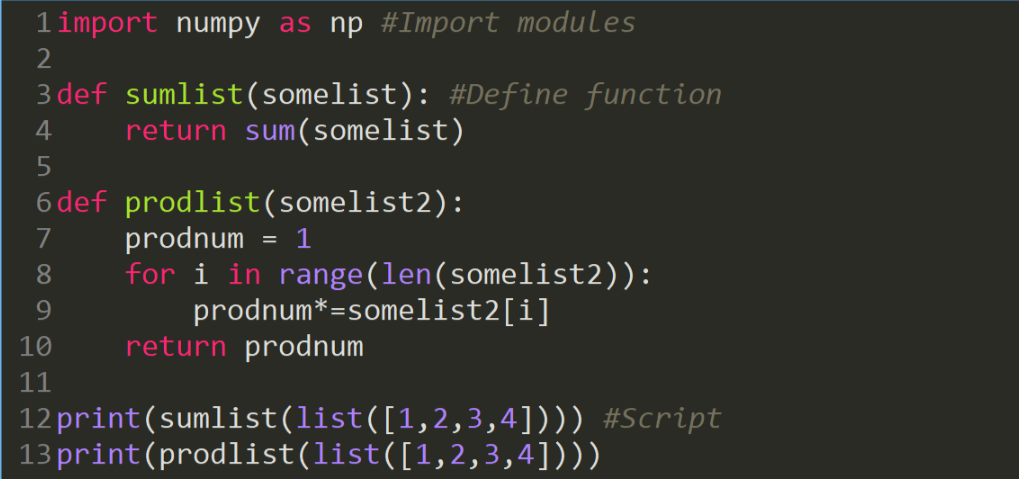 1 import numpy as np #Import modules
2
3 def sumlist(somelist): #Define function
4     return sum(somelist)
5
6 def prodlist(somelist2):
7     prodnum = 1
8     for i in range(len(somelist2)):
9         prodnum*=somelist2[i]
10     return prodnum
11
12 print(sumlist(list([1,2,3,4]))) #Script
13 print(prodlist(list([1,2,3,4])))